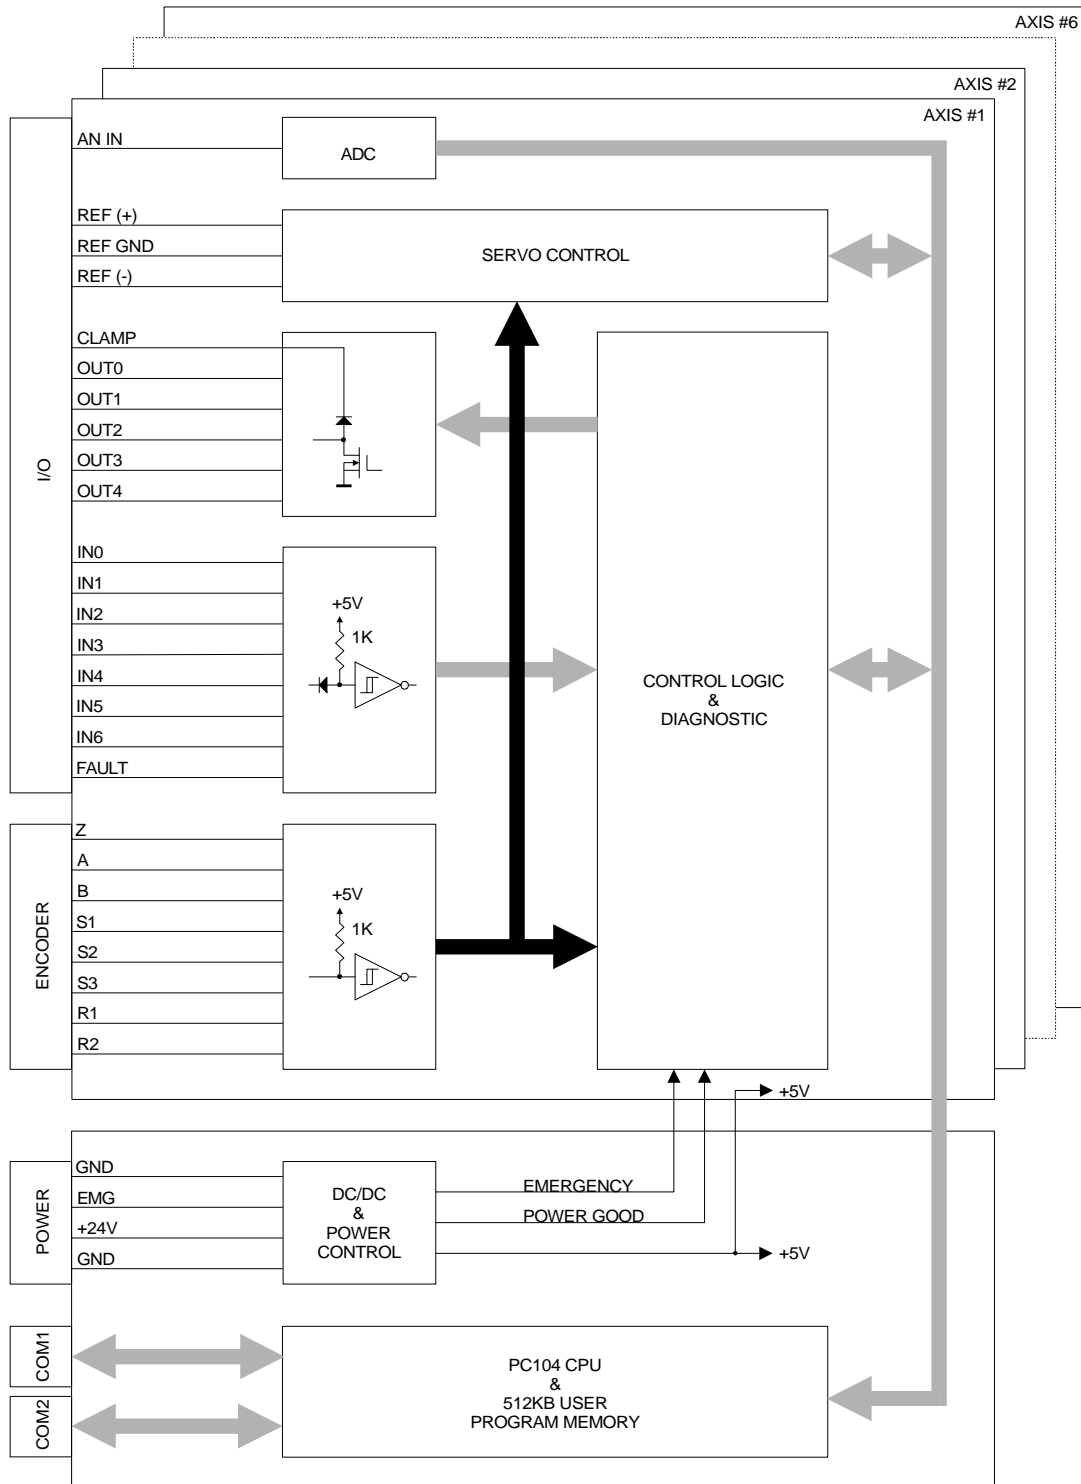 AXIS #6
AXIS #2
AXIS #1
AN IN
ADC
REF (+)
REF GND
REF (-)
SERVO CONTROL
I/O
CLAMP
OUT0
OUT1
OUT2
OUT3
OUT4
IN0
IN1
IN2
IN3
IN4
IN5
IN6
FAULT
+5V
1K
CONTROL LOGIC
&
DIAGNOSTIC
ENCODER
Z
A
B
S1
S2
S3
R1
R2
+5V
1K
+5V
POWER
GND
EMG
+24V
GND
DC/DC
&
POWER
CONTROL
EMERGENCY
POWER GOOD
+5V
COM1
COM2
PC104 CPU
&
512KB USER
PROGRAM MEMORY